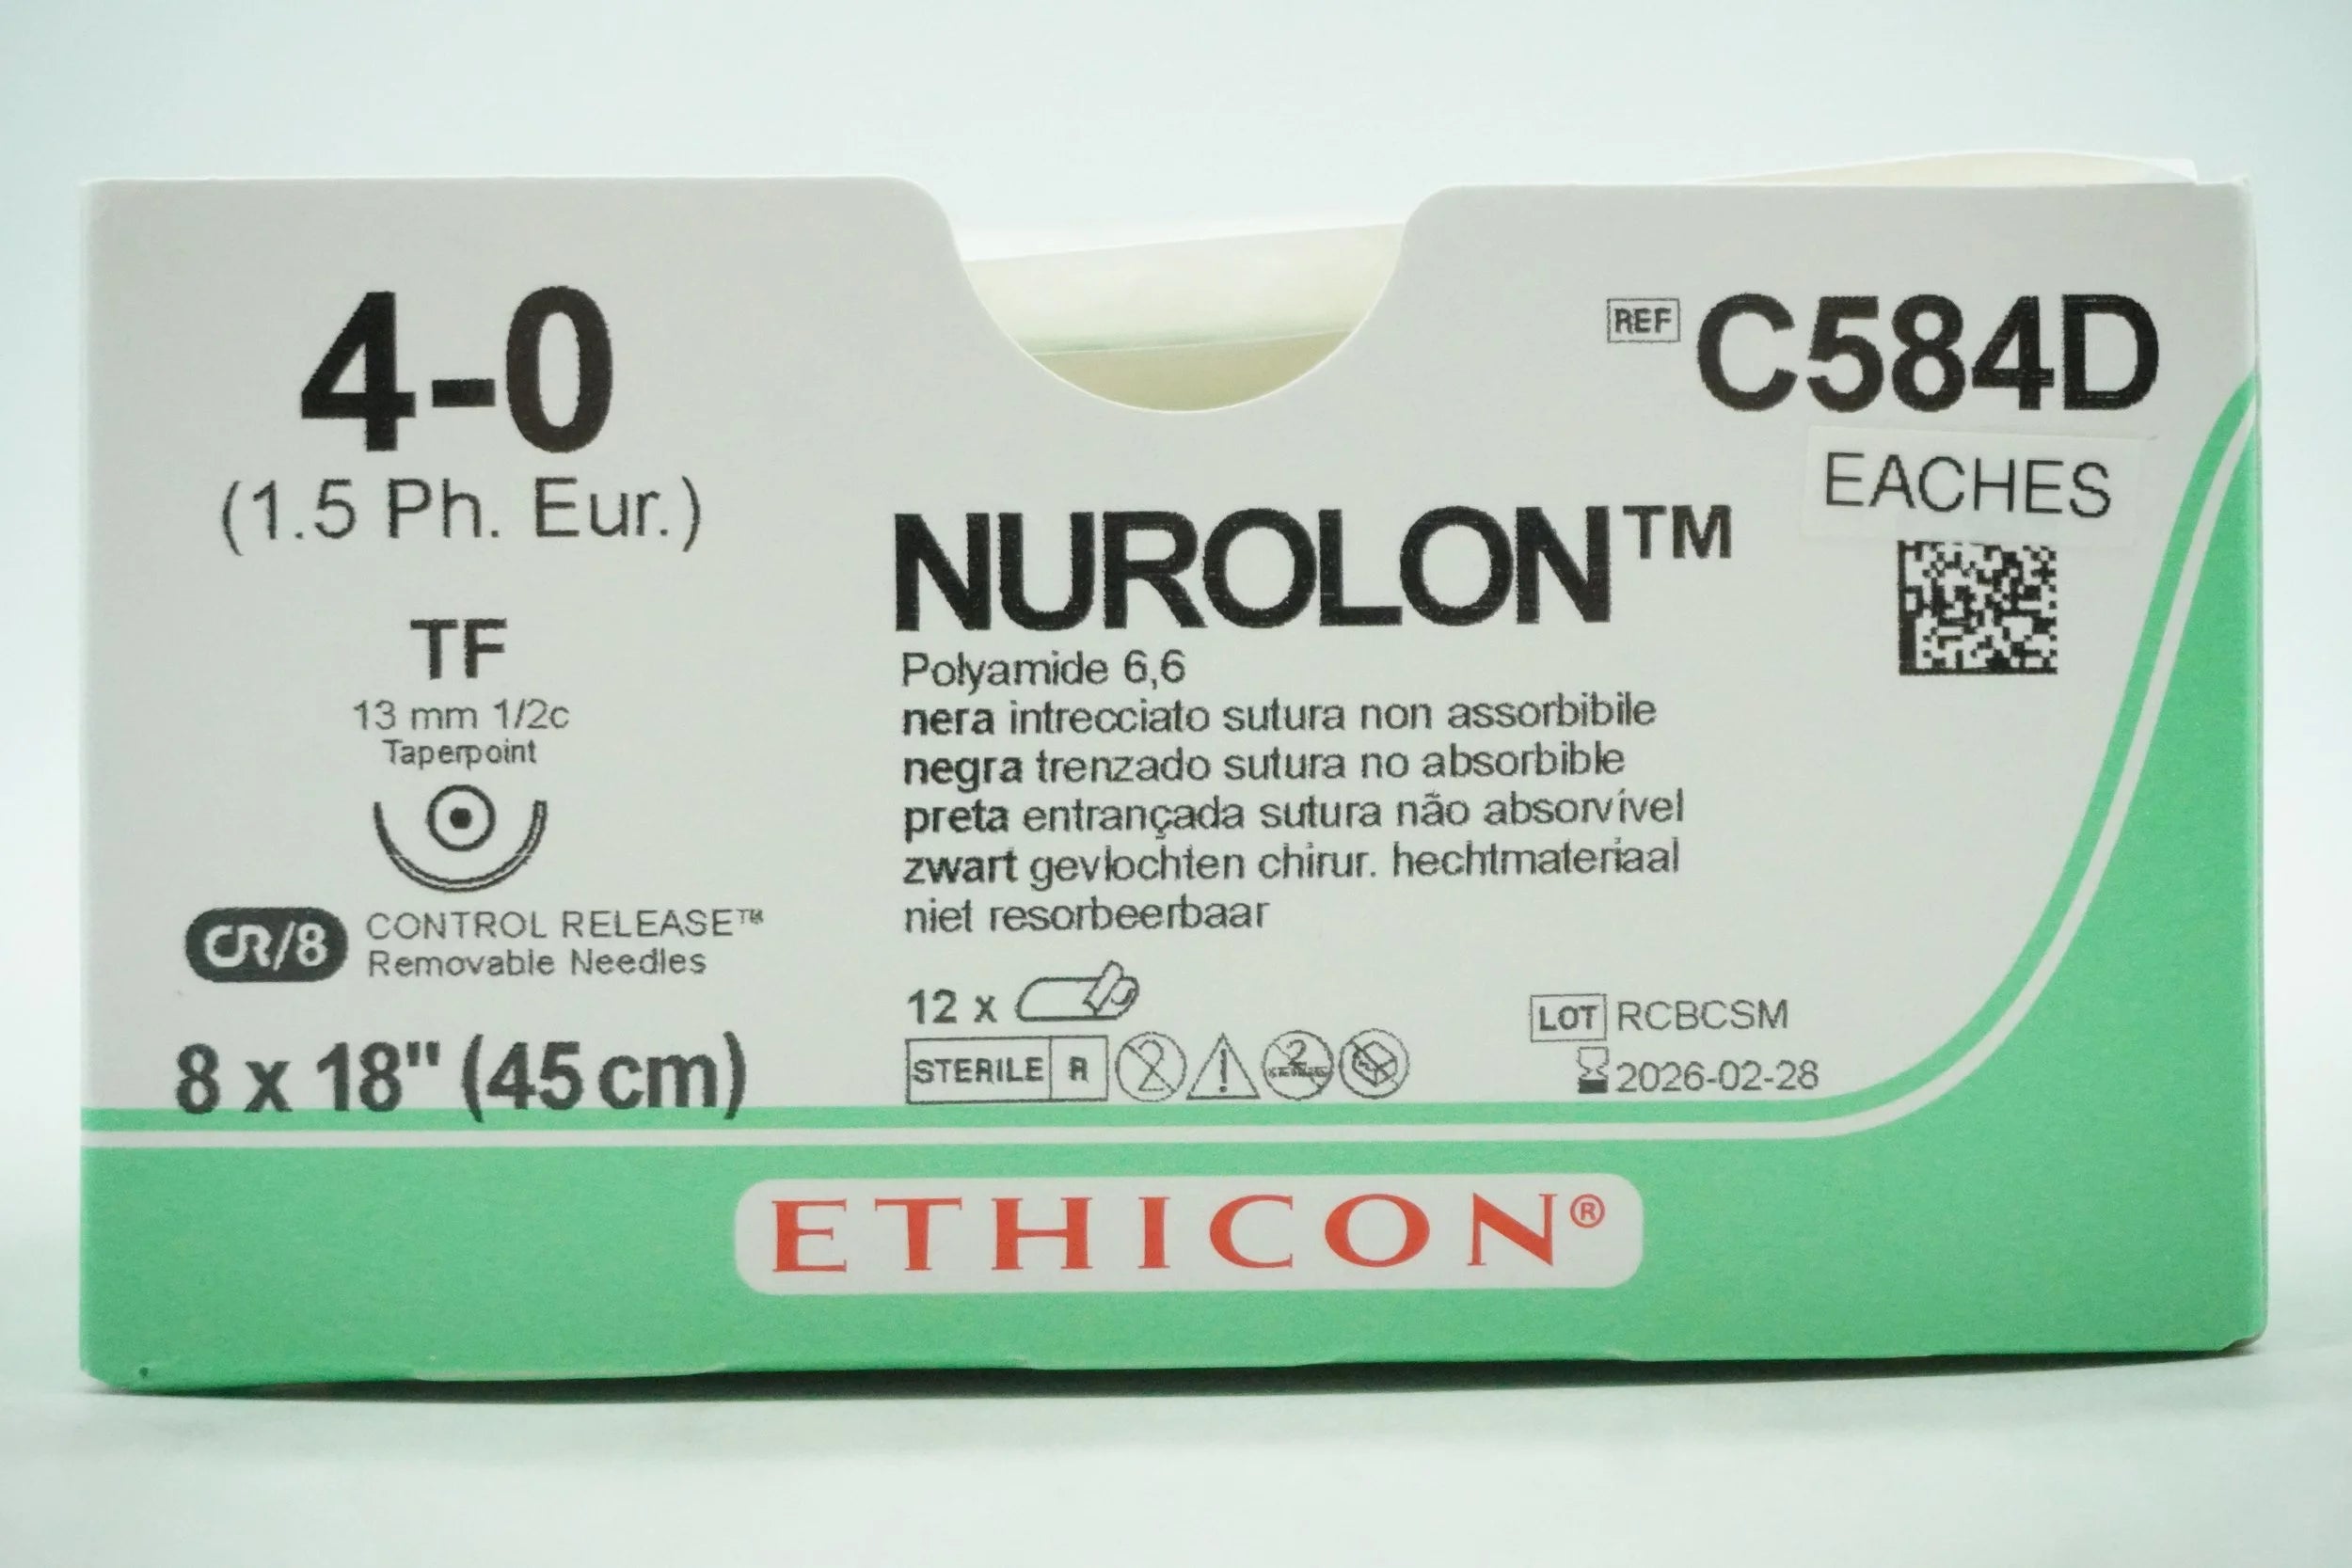 4-0
(1.5 Ph. Eur.)
TF
13 mm 1/2c
Taperpoint
CR/8 CONTROL RELEASE™
Removable Needles
8 x 18" (45 cm)
REF C584D
EACHES
NUROLON™
Polyamide 6,6
nera intrecciato sutura non assorbibile
negra trenzado sutura no absorbible
preta entrançada sutura não absorvível
zwart gevlochten chirur. hechtmateriaal
niet resorbeerbaar
12 x
STERILE R 2 ! 2
LOT RCBCSM
2026-02-28
ETHICON®